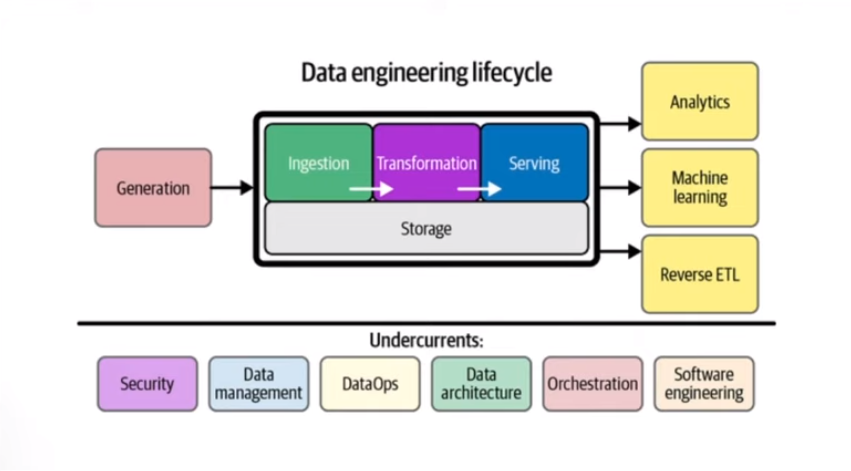 Data engineering lifecycle
Generation
Ingestion
Transformation
Serving
Storage
Analytics
Machine
learning
Reverse ETL
Undercurrents:
Security
Data
management
DataOps
Data
architecture
Orchestration
Software
engineering